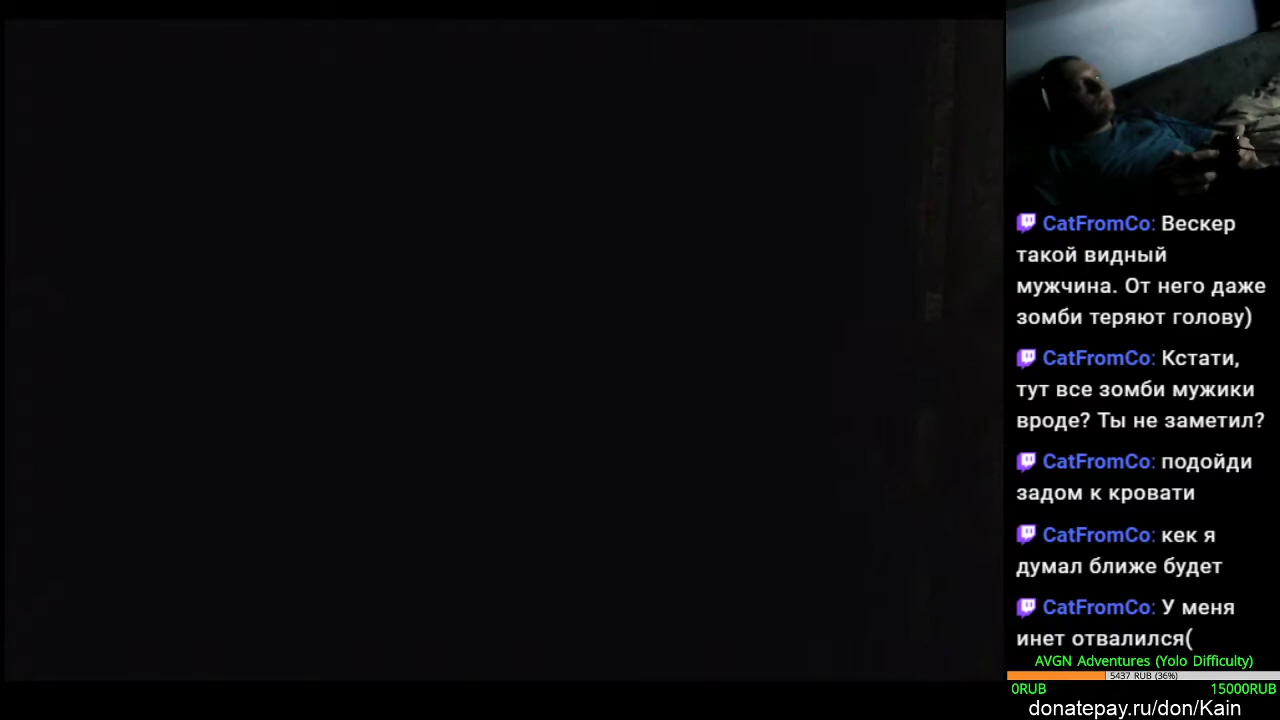 CatFromCo: Вескер
такой видный
мужчина. От него даже
зомби теряют голову)
CatFromCo: Кстати,
тут все зомби мужики
вроде? Ты не заметил?
CatFromCo: подойди
задом к кровати
CatFromCo: кек я
думал ближе будет
CatFromCo: У меня
инет отвалился(
AVGN Adventures (Yolo Difficulty)
5437 RUB (36%)
0RUB 15000RUB
donatepay.ru/don/Kain